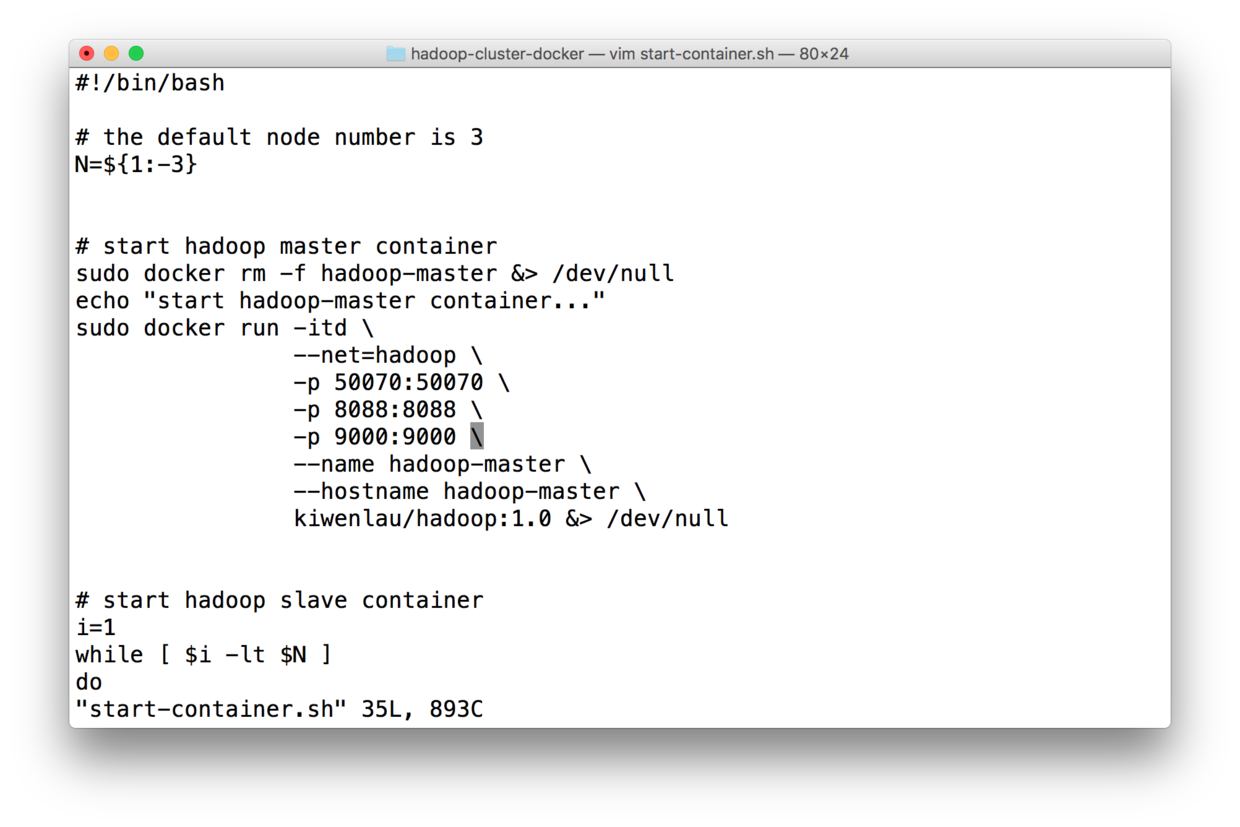 hadoop-cluster-docker — vim start-container.sh — 80×24
#!/bin/bash
# the default node number is 3
N=${1:-3}
# start hadoop master container
sudo docker rm -f hadoop-master &> /dev/null
echo "start hadoop-master container..."
sudo docker run -itd \
--net=hadoop \
-p 50070:50070 \
-p 8088:8088 \
-p 9000:9000 \
--name hadoop-master \
--hostname hadoop-master \
kiwenlau/hadoop:1.0 &> /dev/null
# start hadoop slave container
i=1
while [ $i -lt $N ]
do
"start-container.sh" 35L, 893C